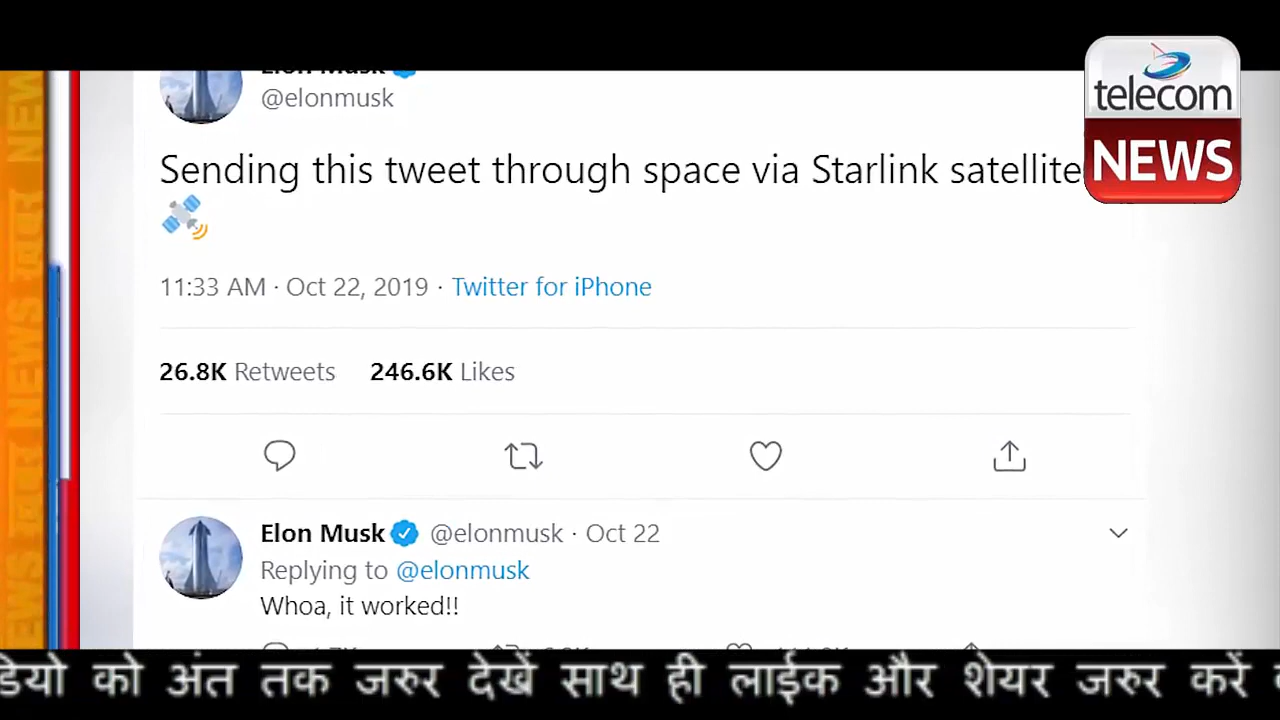 Elon Musk
@elonmusk
telecom
NEWS
Sending this tweet through space via Starlink satellite
11:33 AM · Oct 22, 2019 · Twitter for iPhone
26.8K Retweets 246.6K Likes
Elon Musk @elonmusk · Oct 22
Replying to @elonmusk
Whoa, it worked!!
को अंत तक जरुर देखें साथ ही लाईक और शेयर जरुर करें